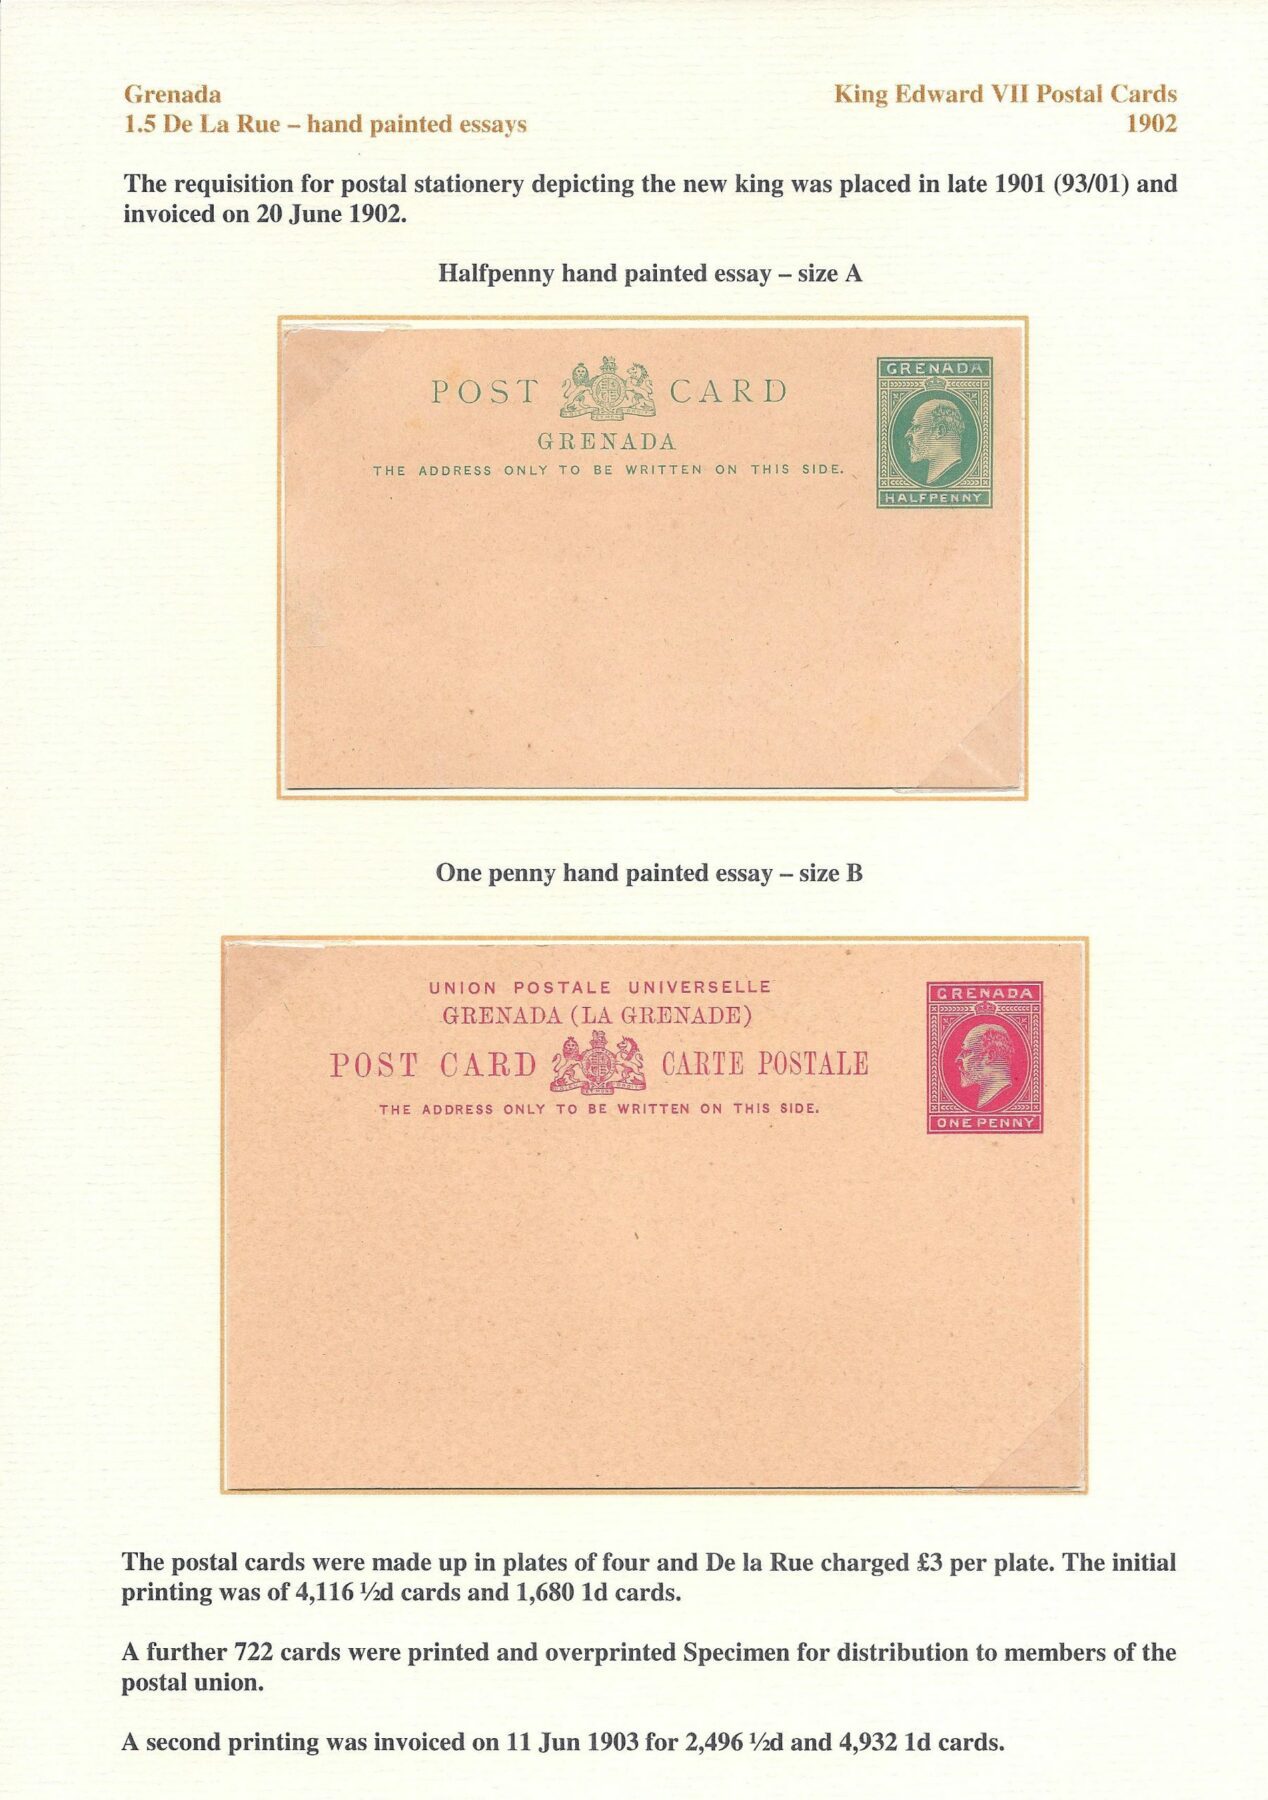 Grenada
King Edward VII Postal Cards
1.5 De La Rue – hand painted essays
1902
The requisition for postal stationery depicting the new king was placed in late 1901 (93/01) and
invoiced on 20 June 1902.
Halfpenny hand painted essay – size A
POST CARD
GRENADA
THE ADDRESS ONLY TO BE WRITTEN ON THIS SIDE.
GRENADA
HALFPENNY
One penny hand painted essay – size B
UNION POSTALE UNIVERSELLE
GRENADA (LA GRENADE)
POST CARD CARTE POSTALE
THE ADDRESS ONLY TO BE WRITTEN ON THIS SIDE.
GRENADA
ONE PENNY
The postal cards were made up in plates of four and De la Rue charged £3 per plate. The initial
printing was of 4,116 ½d cards and 1,680 1d cards.
A further 722 cards were printed and overprinted Specimen for distribution to members of the
postal union.
A second printing was invoiced on 11 Jun 1903 for 2,496 ½d and 4,932 1d cards.